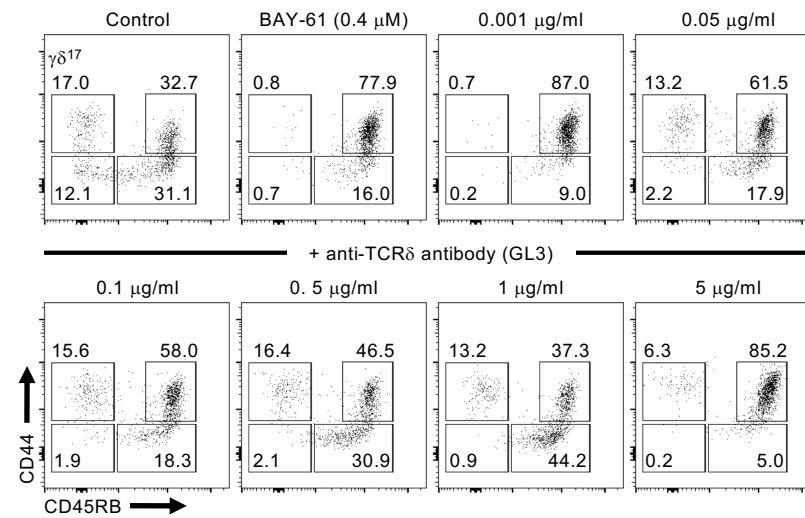 Control BAY-61 (0.4 μM) 0.001 μg/ml 0.05 μg/ml
γδ17
17.0 32.7 0.8 77.9 0.7 87.0 13.2 61.5
12.1 31.1 0.7 16.0 0.2 9.0 2.2 17.9
+ anti-TCRδ antibody (GL3)
0.1 μg/ml 0. 5 μg/ml 1 μg/ml 5 μg/ml
15.6 58.0 16.4 46.5 13.2 37.3 6.3 85.2
1.9 18.3 2.1 30.9 0.9 44.2 0.2 5.0
CD44
CD45RB